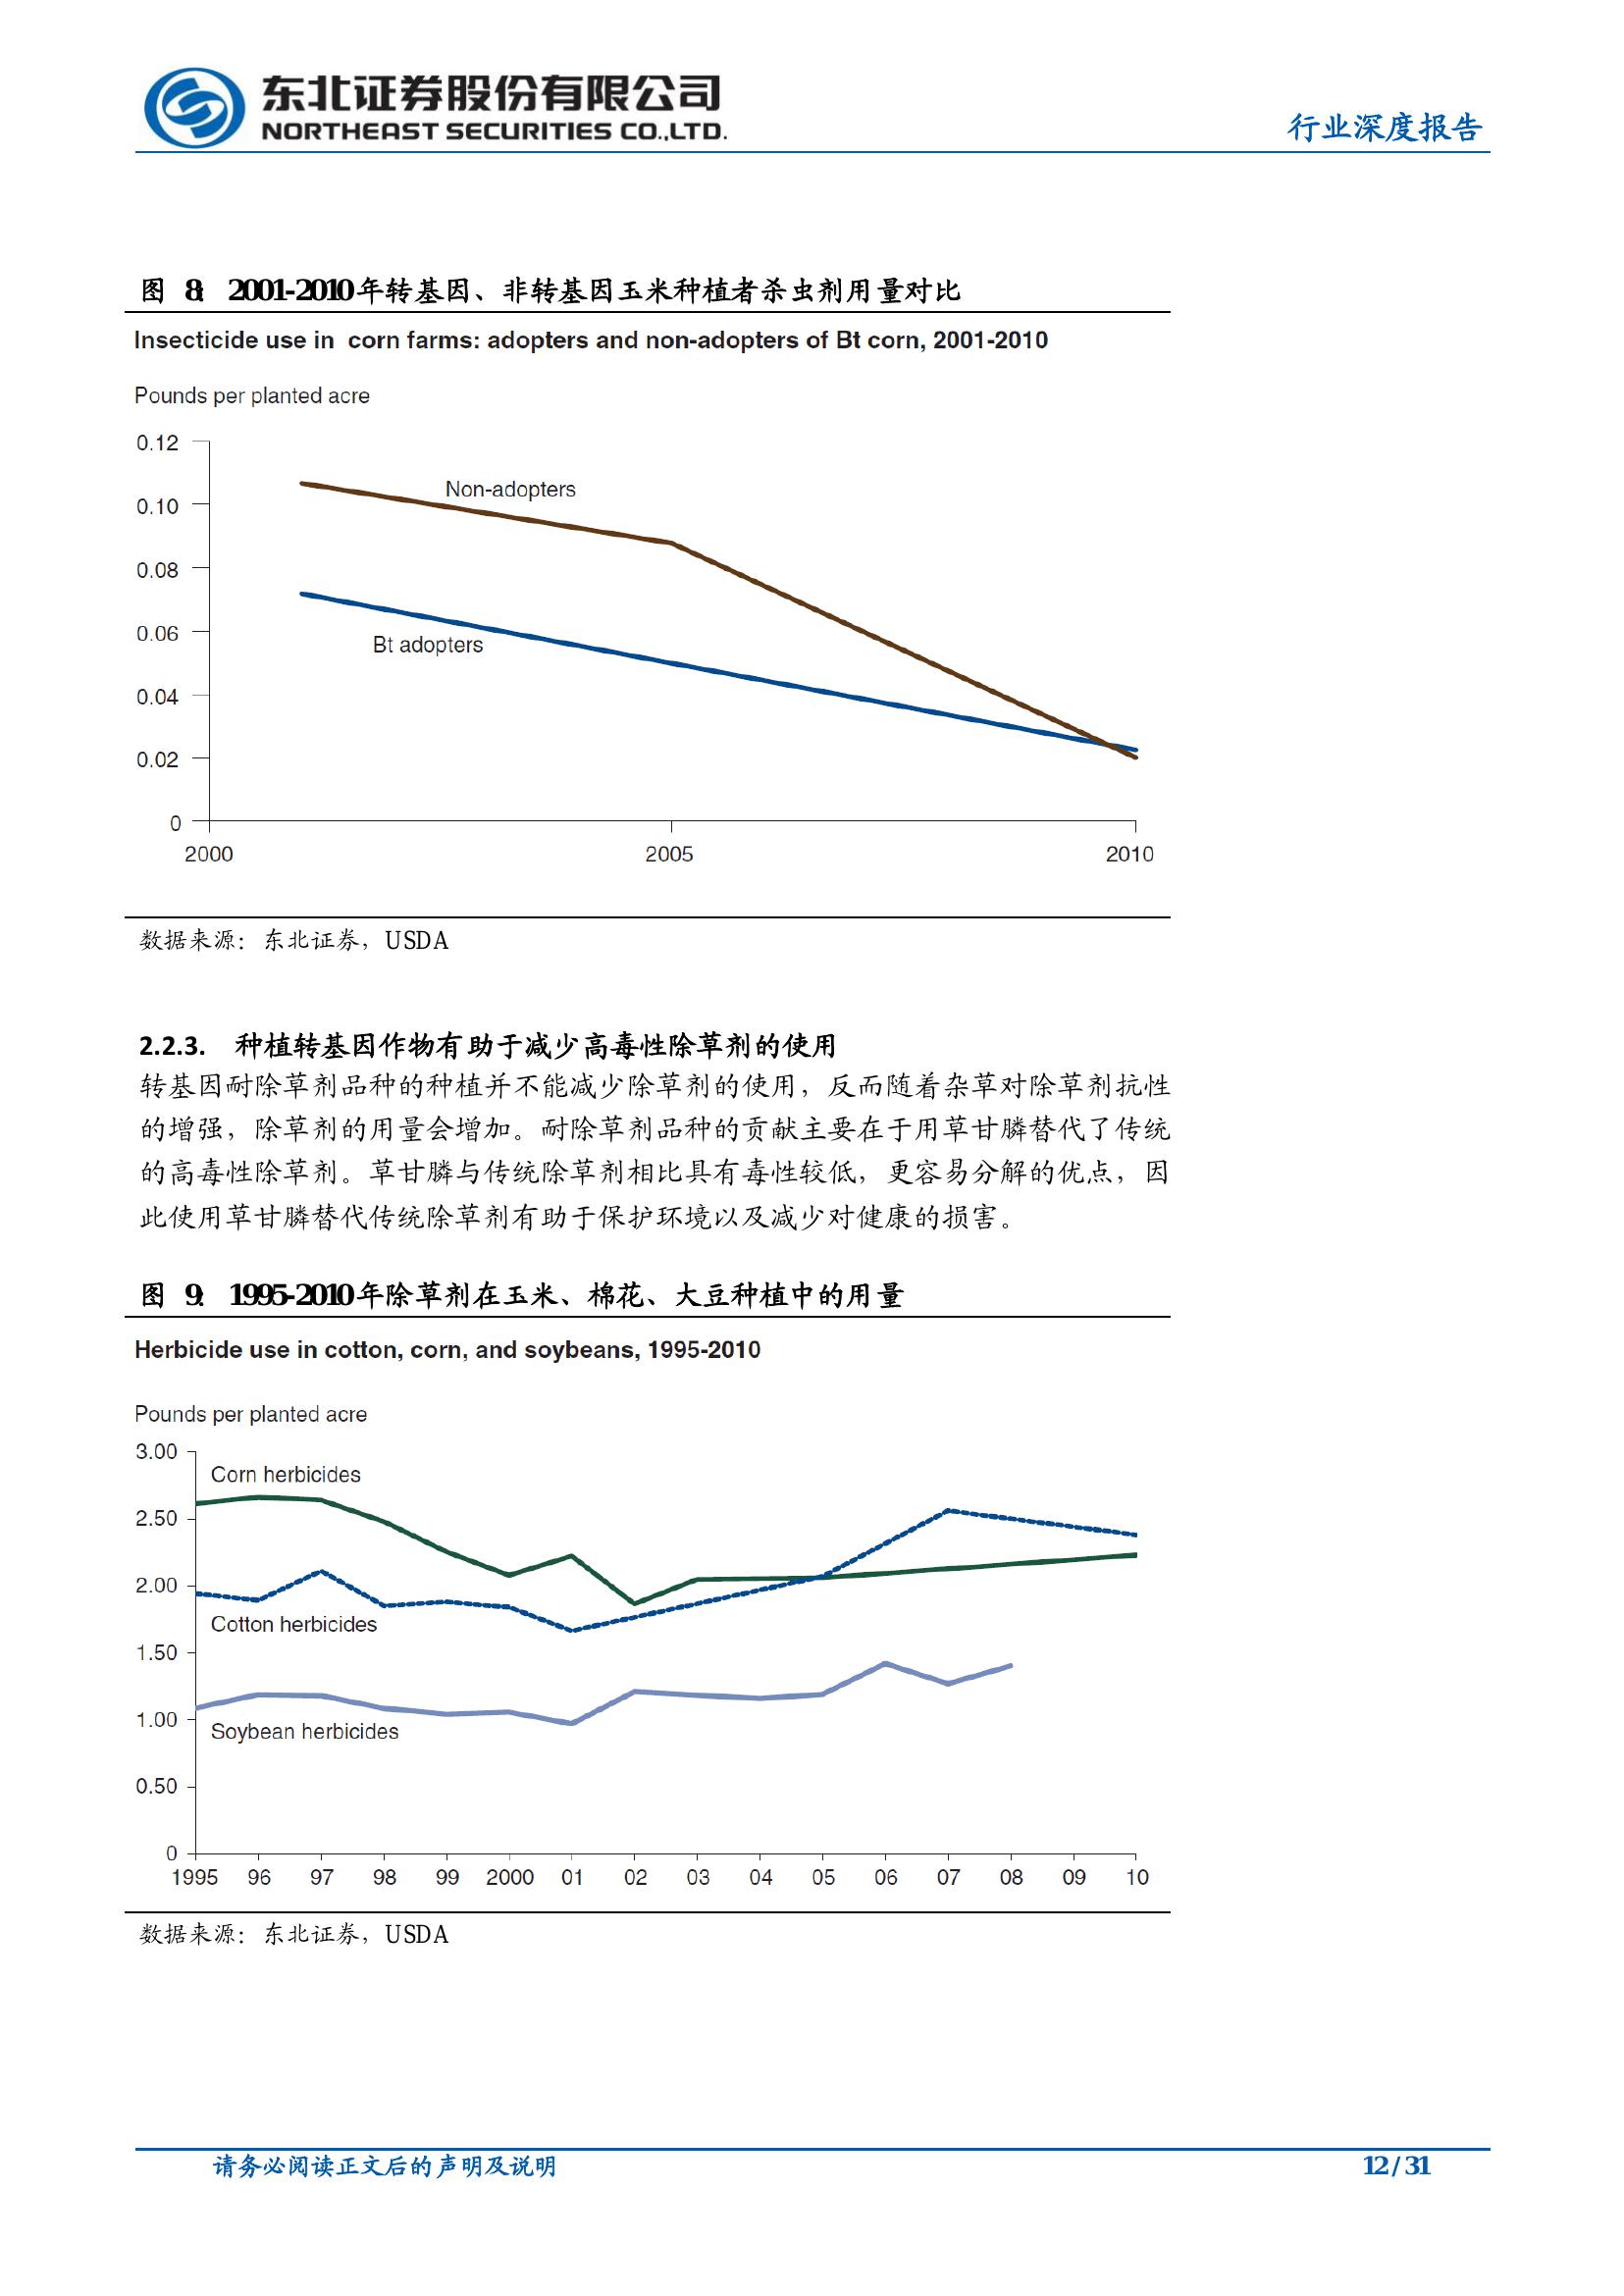 东北证券股份有限公司
NORTHEAST SECURITIES CO.,LTD.
行业深度报告
图 8: 2001-2010年转基因、非转基因玉米种植者杀虫剂用量对比
Insecticide use in corn farms: adopters and non-adopters of Bt corn, 2001-2010
Pounds per planted acre
0.12
Non-adopters
0.10
0.08
0.06
Bt adopters
0.04
0.02
0
2000 2005 2010
数据来源：东北证券，USDA
2.2.3. 种植转基因作物有助于减少高毒性除草剂的使用
转基因耐除草剂品种的种植并不能减少除草剂的使用，反而随着杂草对除草剂抗性
的增强，除草剂的用量会增加。耐除草剂品种的贡献主要在于用草甘膦替代了传统
的高毒性除草剂。草甘膦与传统除草剂相比具有毒性较低，更容易分解的优点，因
此使用草甘膦替代传统除草剂有助于保护环境以及减少对健康的损害。
图 9: 1995-2010年除草剂在玉米、棉花、大豆种植中的用量
Herbicide use in cotton, corn, and soybeans, 1995-2010
Pounds per planted acre
3.00
Corn herbicides
2.50
2.00
Cotton herbicides
1.50
1.00
Soybean herbicides
0.50
0
1995 96 97 98 99 2000 01 02 03 04 05 06 07 08 09 10
数据来源：东北证券，USDA
请务必阅读正文后的声明及说明
12 / 31